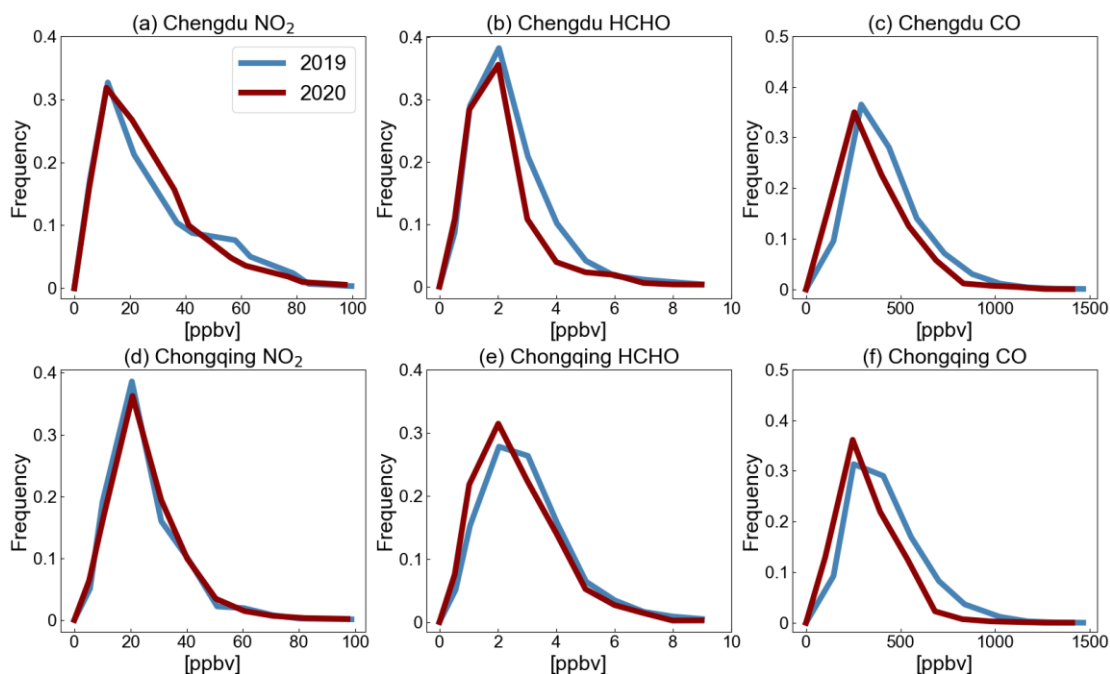 (a) Chengdu NO₂
(b) Chengdu HCHO
(c) Chengdu CO
0.4
0.3
0.2
0.1
0
Frequency
2019
2020
0 20 40 60 80 100
[ppbv]
0.4
0.3
0.2
0.1
0
Frequency
0 2 4 6 8 10
[ppbv]
0.5
0.4
0.3
0.2
0.1
0
Frequency
0 500 1000 1500
[ppbv]
(d) Chongqing NO₂
(e) Chongqing HCHO
(f) Chongqing CO
0.4
0.3
0.2
0.1
0
Frequency
0 20 40 60 80 100
[ppbv]
0.4
0.3
0.2
0.1
0
Frequency
0 2 4 6 8 10
[ppbv]
0.5
0.4
0.3
0.2
0.1
0
Frequency
0 500 1000 1500
[ppbv]